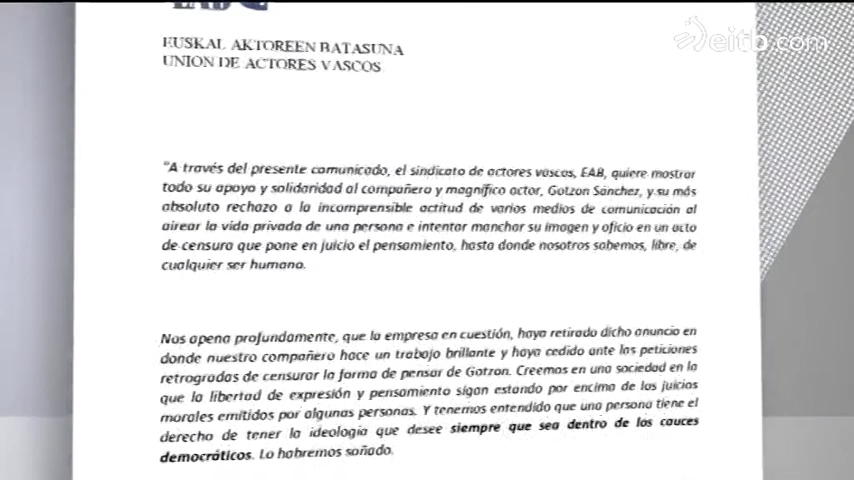 eitb.com
EUSKAL AKTOREEN BATASUNA
UNION DE ACTORES VASCOS
"A través del presente comunicado, el sindicato de actores vascos, EAB, quiere mostrar
todo su apoyo y solidaridad al compañero y magnífico actor, Gotzon Sánchez, y su más
absoluto rechazo a la incomprensible actitud de varios medios de comunicación al
airear la vida privada de una persona e intentar manchar su imagen y oficio en un acto
de censura que pone en juicio el pensamiento, hasta donde nosotros sabemos, libre, de
cualquier ser humano.
Nos apena profundamente, que la empresa en cuestión, haya retirado dicho anuncio en
donde nuestro compañero hace un trabajo brillante y haya cedido ante las peticiones
retrogradas de censurar la forma de pensar de Gotzon. Creemos en una sociedad en la
que la libertad de expresión y pensamiento sigan estando por encima de los juicios
morales emitidos por algunas personas. Y tenemos entendido que una persona tiene el
derecho de tener la ideología que desee siempre que sea dentro de los cauces
democráticos. Lo habremos soñado.